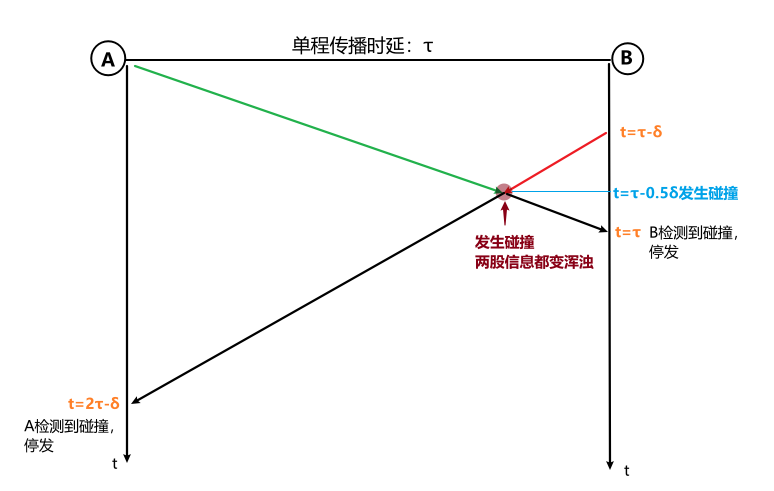 单程传播时延：τ
A
B
t=τ-δ
t=τ-0.5δ发生碰撞
t=τ B检测到碰撞，
停发
发生碰撞
两股信息都变浑浊
t=2τ-δ
A检测到碰撞，
停发
t
t